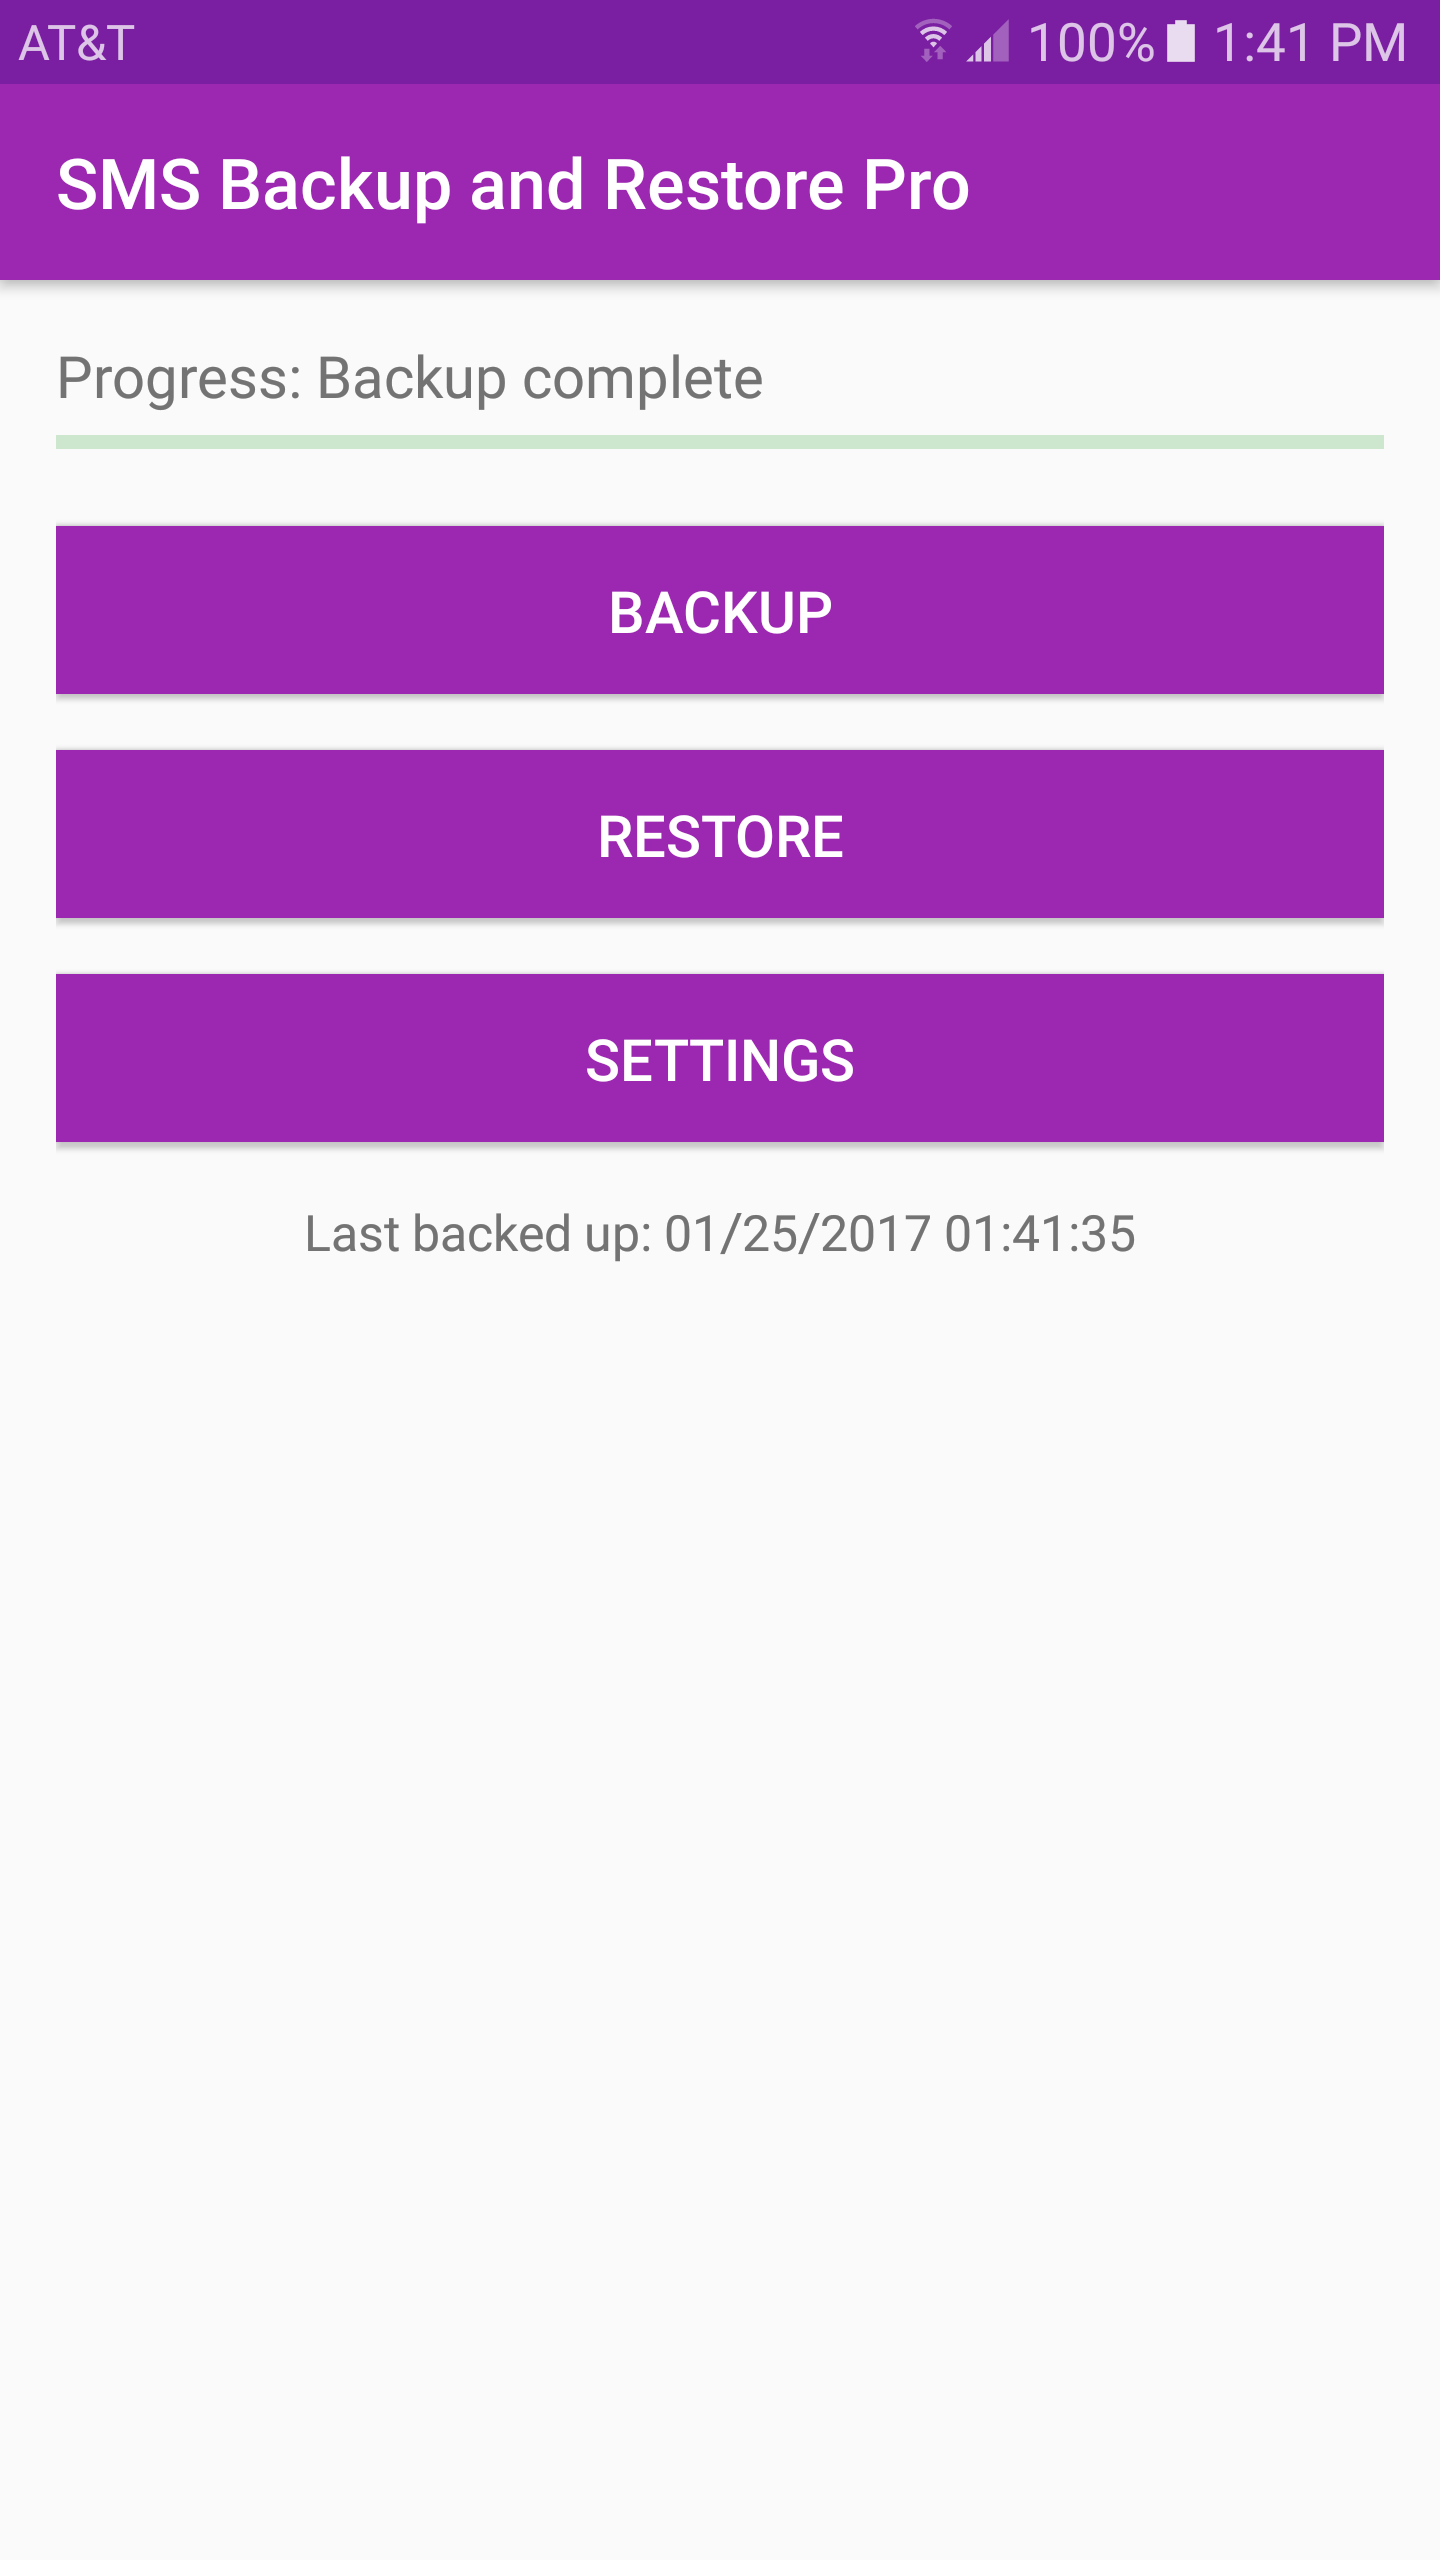 AT&T 100% 1:41 PM
SMS Backup and Restore Pro
Progress: Backup complete
BACKUP
RESTORE
SETTINGS
Last backed up: 01/25/2017 01:41:35